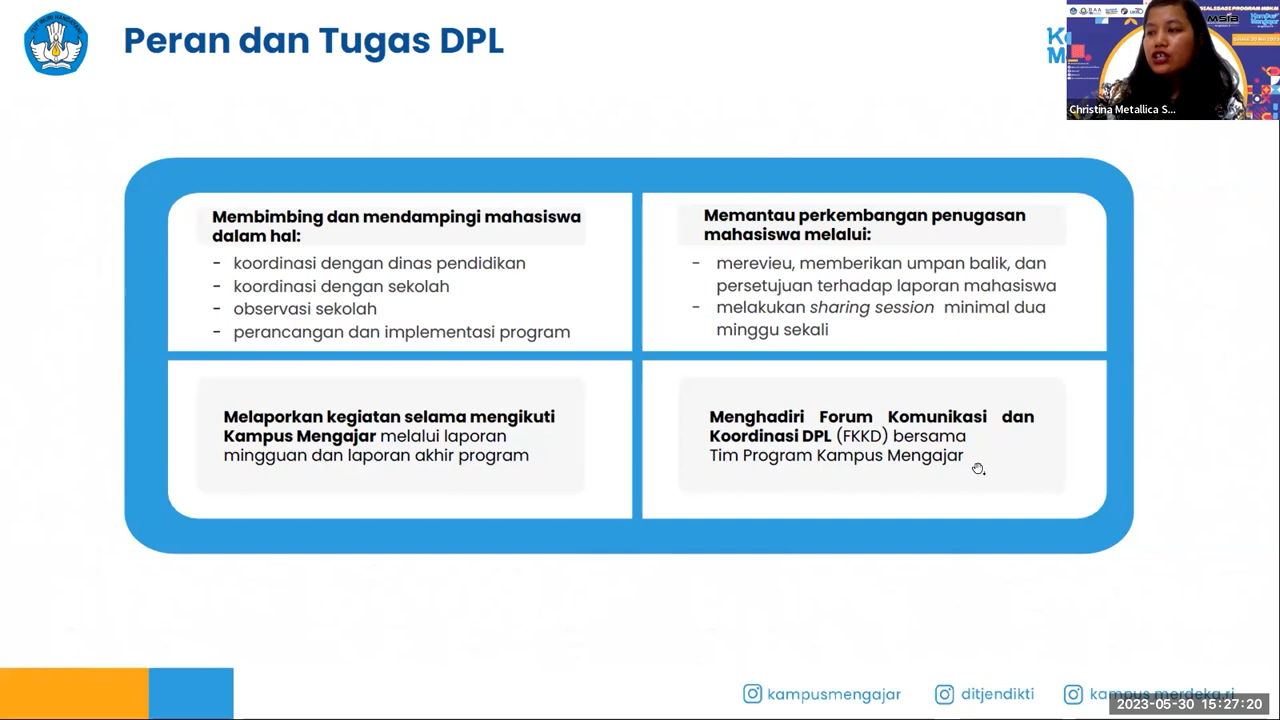 Peran dan Tugas DPL
Christina Metallica S...
Membimbing dan mendampingi mahasiswa
dalam hal:
- koordinasi dengan dinas pendidikan
- koordinasi dengan sekolah
- observasi sekolah
- perancangan dan implementasi program
Memantau perkembangan penugasan
mahasiswa melalui:
- merevieu, memberikan umpan balik, dan
persetujuan terhadap laporan mahasiswa
- melakukan sharing session minimal dua
minggu sekali
Melaporkan kegiatan selama mengikuti
Kampus Mengajar melalui laporan
mingguan dan laporan akhir program
Menghadiri Forum Komunikasi dan
Koordinasi DPL (FKKD) bersama
Tim Program Kampus Mengajar
kampusmengajar
ditjendikti
kampus.merdeka.ri
2023-05-30 15:27:20